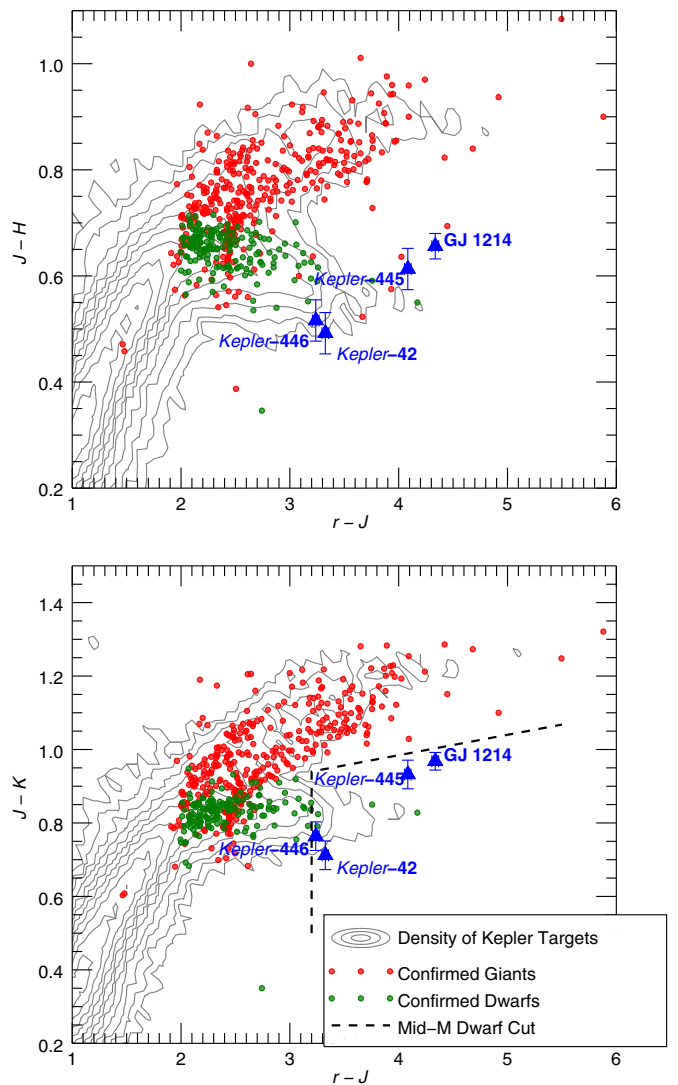 1.0
0.8
0.6
0.4
0.2
J − H
GJ 1214
Kepler−445
Kepler−446
Kepler−42
1 2 3 4 5 6
r − J
1.4
1.2
1.0
0.8
0.6
0.4
0.2
J − K
GJ 1214
Kepler−445
Kepler−446
Kepler−42
Density of Kepler Targets
Confirmed Giants
Confirmed Dwarfs
Mid−M Dwarf Cut
1 2 3 4 5 6
r − J